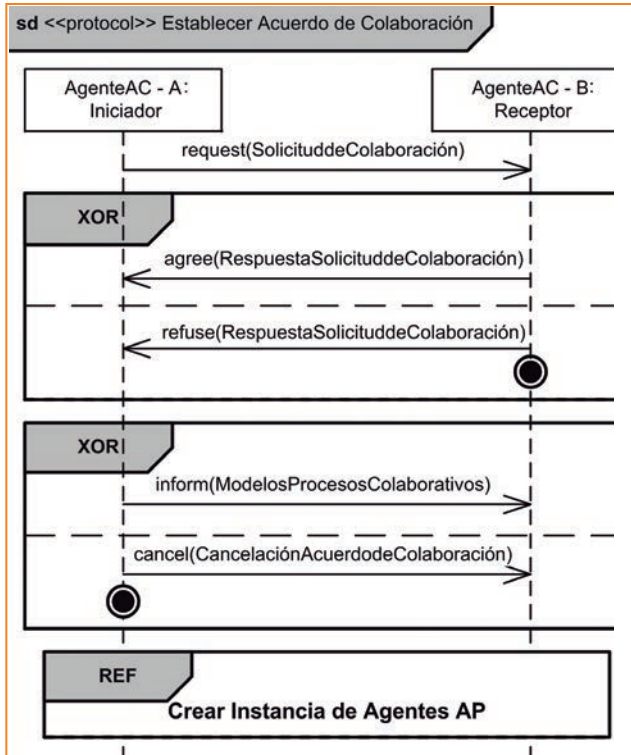 sd <<protocol>> Establecer Acuerdo de Colaboración
AgenteAC - A:
Iniciador
AgenteAC - B:
Receptor
request(SolicituddeColaboración)
XOR
agree(RespuestaSolicituddeColaboración)
refuse(RespuestaSolicituddeColaboración)
XOR
inform(ModelosProcesosColaborativos)
cancel(CancelaciónAcuerdodeColaboración)
REF
Crear Instancia de Agentes AP